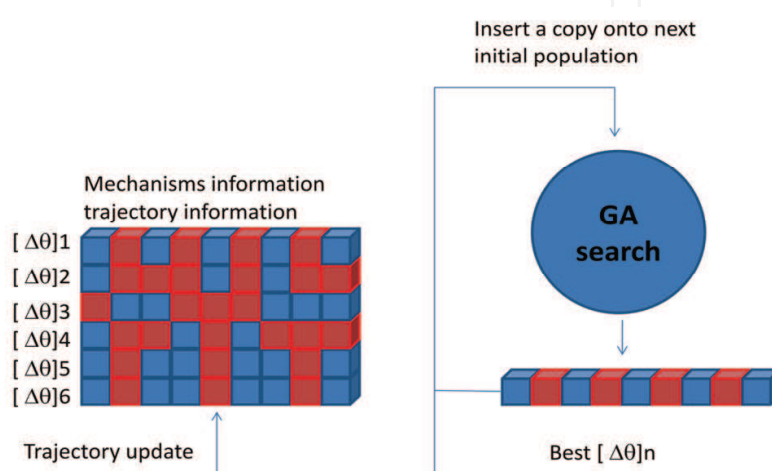 Insert a copy onto next
initial population
Mechanisms information
trajectory information
[ Δθ]1
[ Δθ]2
[ Δθ]3
[ Δθ]4
[ Δθ]5
[ Δθ]6
GA
search
Trajectory update
Best [ Δθ]n